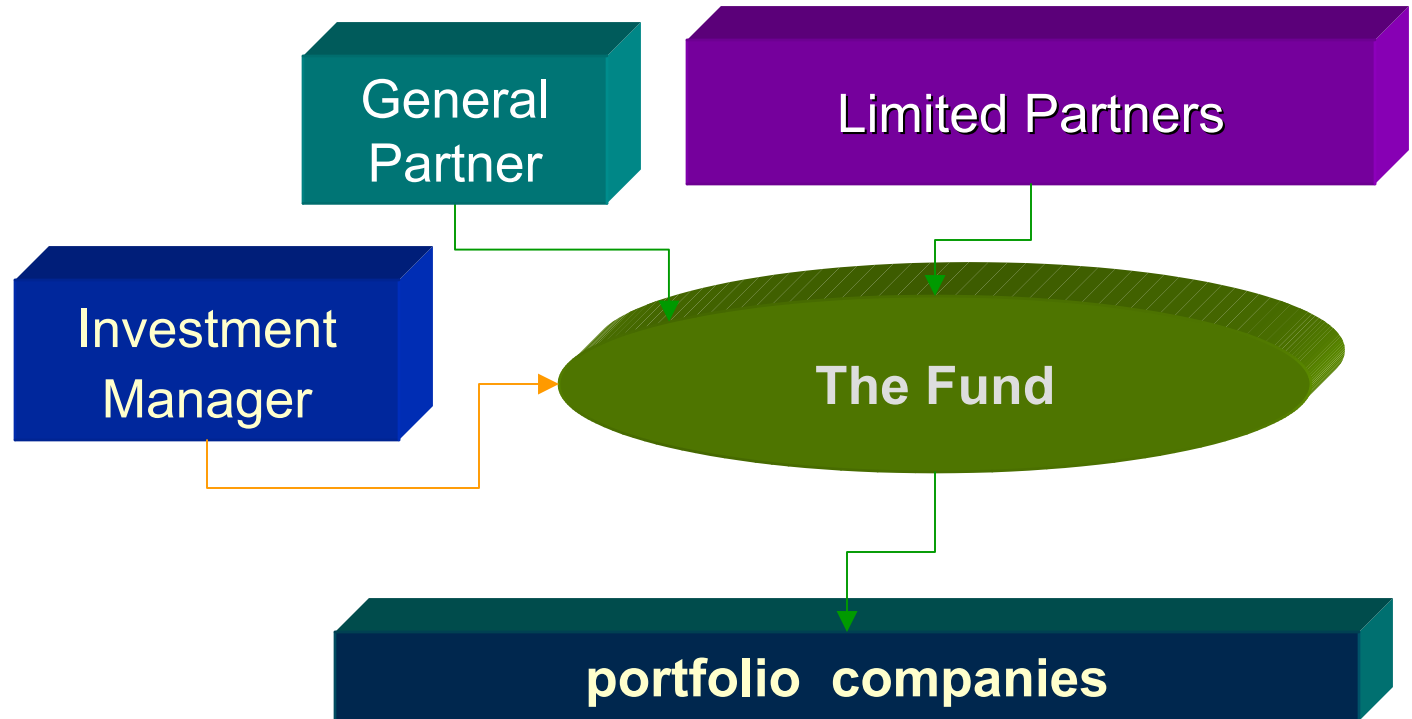 General
Partner
Limited Partners
Investment
Manager
The Fund
portfolio companies